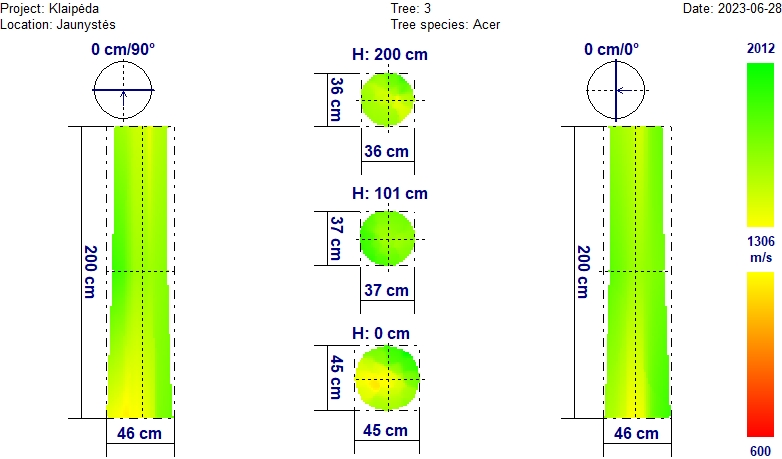 Project: Klaipėda
Tree: 3
Date: 2023-06-28
Location: Jaunystės
Tree species: Acer
0 cm/90°
H: 200 cm
0 cm/0°
2012
36 cm
36 cm
H: 101 cm
37 cm
37 cm
200 cm
200 cm
1306
m/s
H: 0 cm
45 cm
45 cm
46 cm
46 cm
600